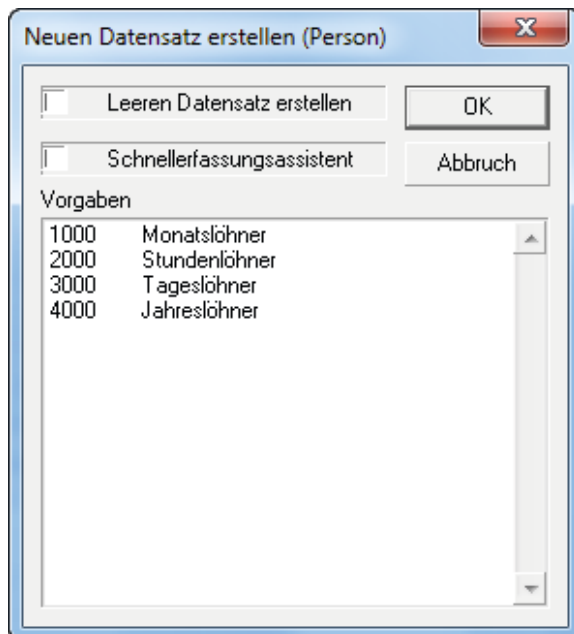 Neuen Datensatz erstellen (Person)
Leeren Datensatz erstellen
OK
Schnellerfassungsassistent
Abbruch
Vorgaben
1000 Monatslöhner
2000 Stundenlöhner
3000 Tageslöhner
4000 Jahreslöhner